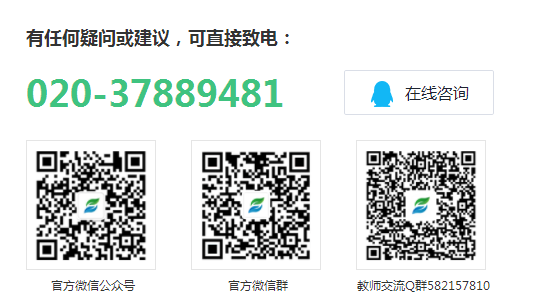 有任何疑问或建议，可直接致电：
020-37889481
在线咨询
官方微信公众号
官方微信群
教师交流Q群582157810